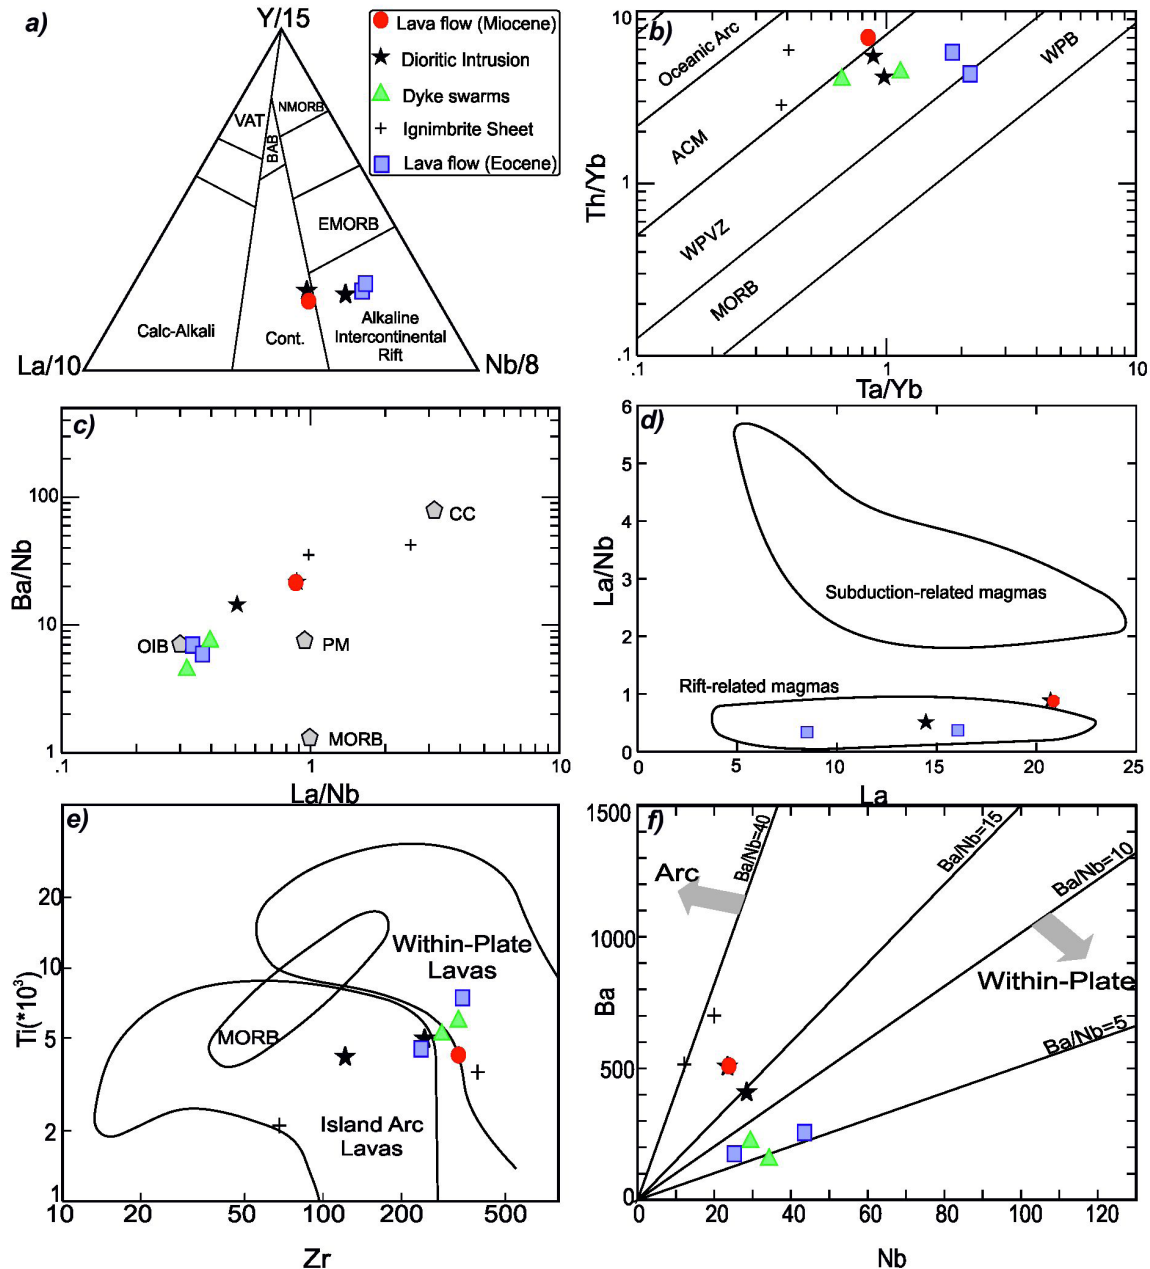 a)
Y/15
VAT
BAB
NMORB
EMORB
Calc-Alkali
Cont.
Alkaline
Intercontinental
Rift
La/10
Nb/8
Lava flow (Miocene)
Dioritic Intrusion
Dyke swarms
Ignimbrite Sheet
Lava flow (Eocene)
b)
10
1
.1
Th/Yb
Oceanic Arc
ACM
WPVZ
MORB
WPB
.1
1
10
Ta/Yb
c)
100
10
1
Ba/Nb
CC
OIB
PM
MORB
.1
1
10
La/Nb
d)
6
5
4
3
2
1
0
La/Nb
Subduction-related magmas
Rift-related magmas
0
5
10
15
20
25
La
e)
20
10
5
2
1
Ti(*10³)
Within-Plate
Lavas
MORB
Island Arc
Lavas
10
20
50
100
200
500
Zr
f)
1500
1000
500
0
Ba
Ba/Nb=40
Ba/Nb=15
Ba/Nb=10
Ba/Nb=5
Arc
Within-Plate
0
20
40
60
80
100
120
Nb